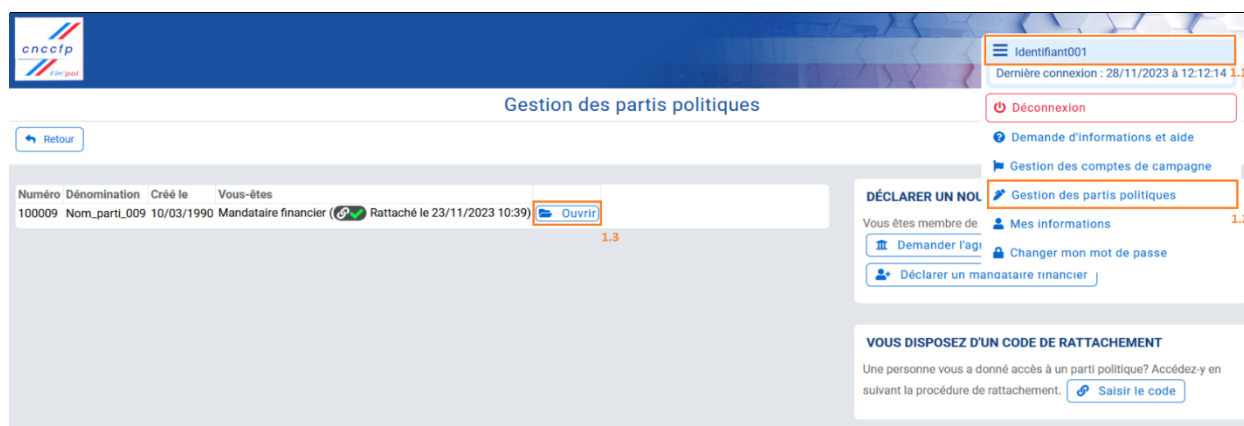 cnccfp
Fin'pol
Identifiant001
Dernière connexion : 28/11/2023 à 12:12:14
1.1
Gestion des partis politiques
Déconnexion
Retour
Demande d'informations et aide
Gestion des comptes de campagne
Numéro Dénomination Créé le Vous-êtes
DÉCLARER UN NOU
Gestion des partis politiques
100009 Nom_parti_009 10/03/1990 Mandataire financier ( Rattaché le 23/11/2023 10:39) Ouvrir
1.2
Vous êtes membre de
Mes informations
1.3
Demander l'agr
Changer mon mot de passe
Déclarer un mandataire financier
VOUS DISPOSEZ D'UN CODE DE RATTACHEMENT
Une personne vous a donné accès à un parti politique? Accédez-y en
suivant la procédure de rattachement. Saisir le code